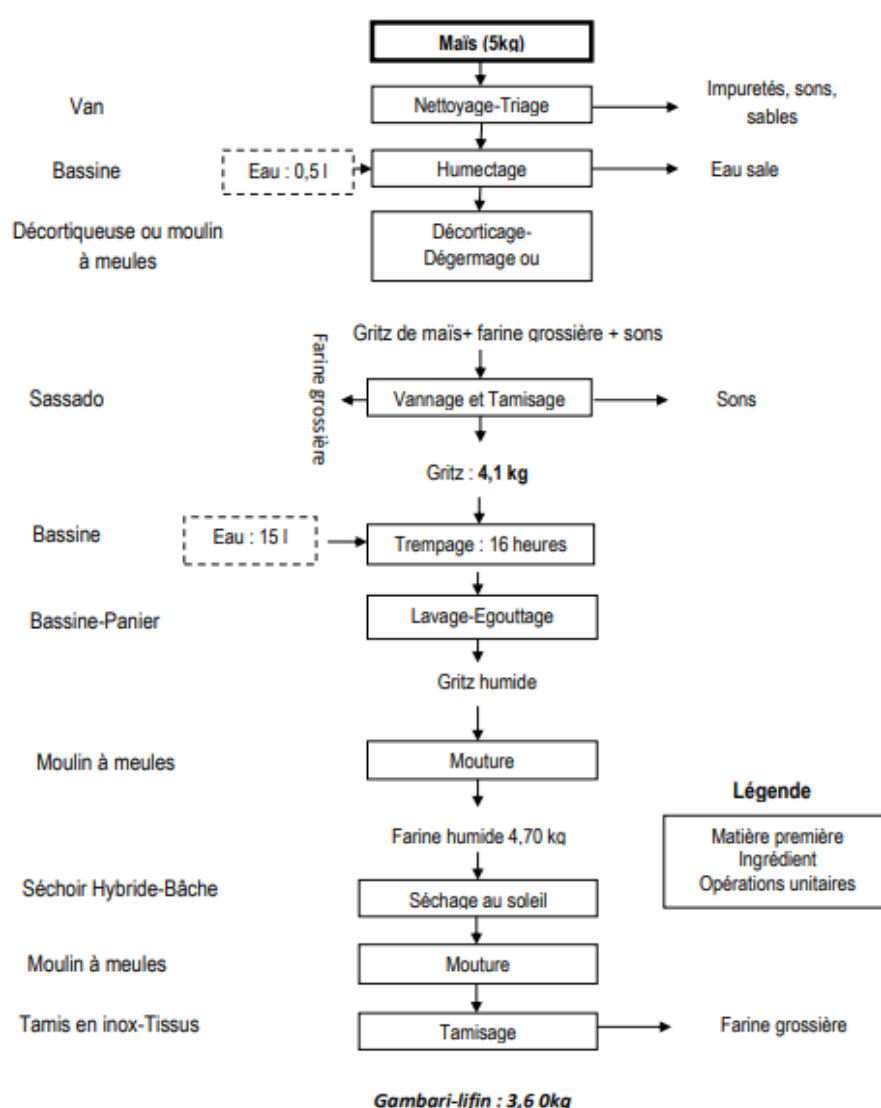 Maïs (5kg)
Van
Nettoyage-Triage
Impuretés, sons,
sables
Bassine
Eau : 0,5 l
Humectage
Eau sale
Décortiqueuse ou moulin
à meules
Décorticage-
Dégermage ou
Gritz de maïs+ farine grossière + sons
Farine grossière
Sassado
Vannage et Tamisage
Sons
Gritz : 4,1 kg
Bassine
Eau : 15 l
Trempage : 16 heures
Bassine-Panier
Lavage-Egouttage
Gritz humide
Moulin à meules
Mouture
Farine humide 4,70 kg
Légende
Matière première
Ingrédient
Opérations unitaires
Séchoir Hybride-Bâche
Séchage au soleil
Moulin à meules
Mouture
Tamis en inox-Tissus
Tamisage
Farine grossière
Gambari-lifin : 3,6 0kg